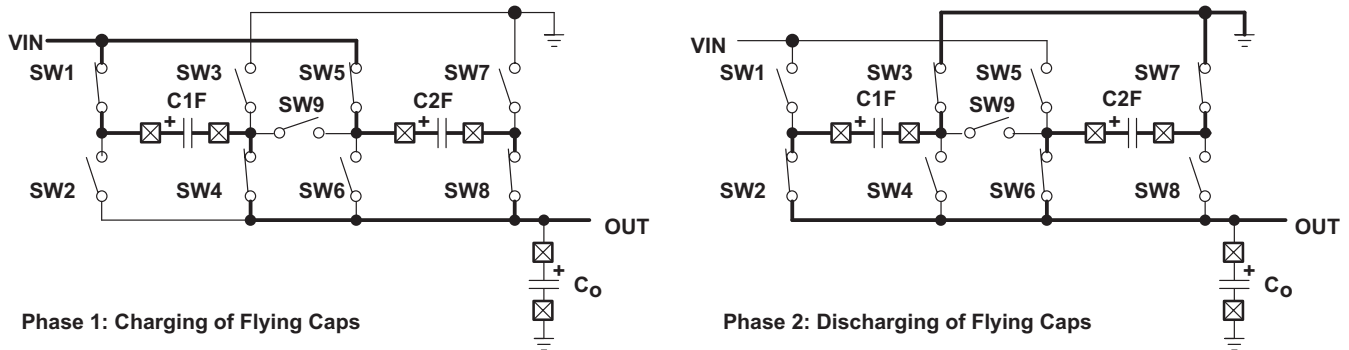 VIN
SW1
SW3
SW5
SW7
C1F
SW9
C2F
+
+
SW2
SW4
SW6
SW8
OUT
+
Co
Phase 1: Charging of Flying Caps
VIN
SW1
SW3
SW5
SW7
C1F
SW9
C2F
+
+
SW2
SW4
SW6
SW8
OUT
+
Co
Phase 2: Discharging of Flying Caps